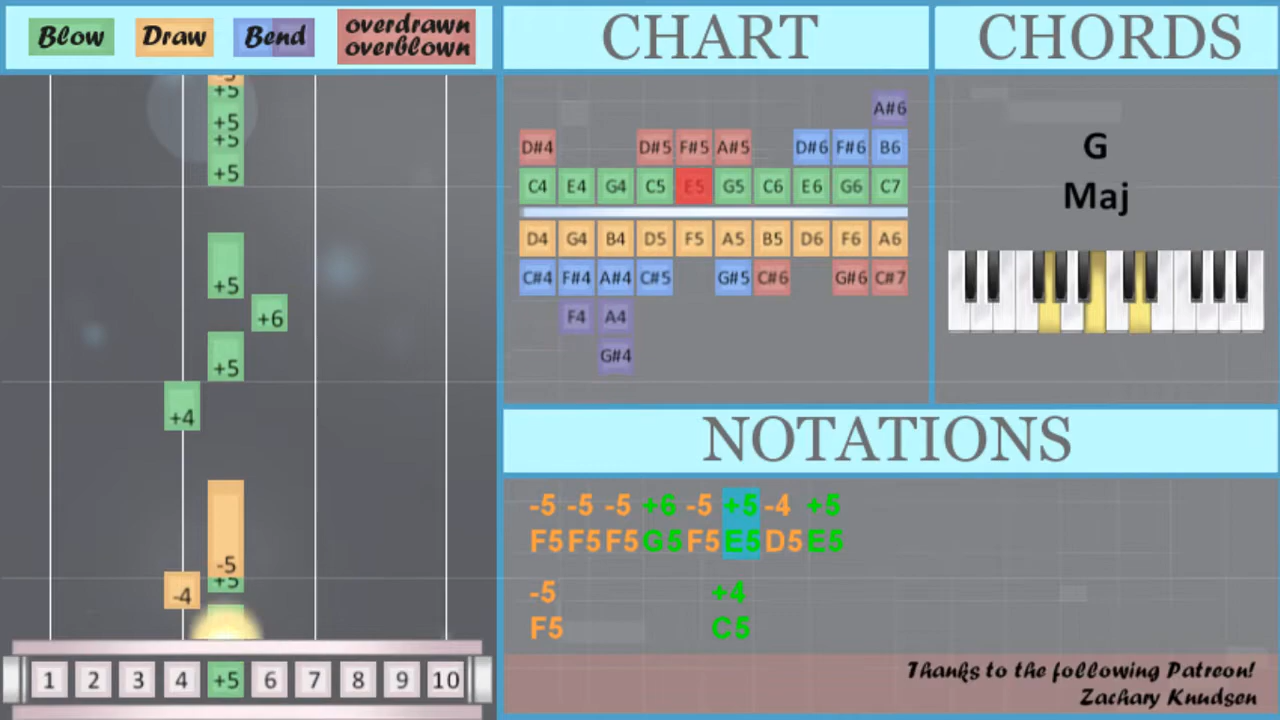 Blow Draw Bend overdrawn
overblown
CHART
CHORDS
-5
+5
+5
+5
+5
+5
+6
+5
+4
-5
+5
-4
1 2 3 4 +5 6 7 8 9 10
A#6
D#4 D#5 F#5 A#5 D#6 F#6 B6
C4 E4 G4 C5 E5 G5 C6 E6 G6 C7
D4 G4 B4 D5 F5 A5 B5 D6 F6 A6
C#4 F#4 A#4 C#5 G#5 C#6 G#6 C#7
F4 A4
G#4
G
Maj
NOTATIONS
-5 -5 -5 +6 -5 +5 -4 +5
F5 F5 F5 G5 F5 E5 D5 E5
-5 +4
F5 C5
Thanks to the following Patreon!
Zachary Knudsen